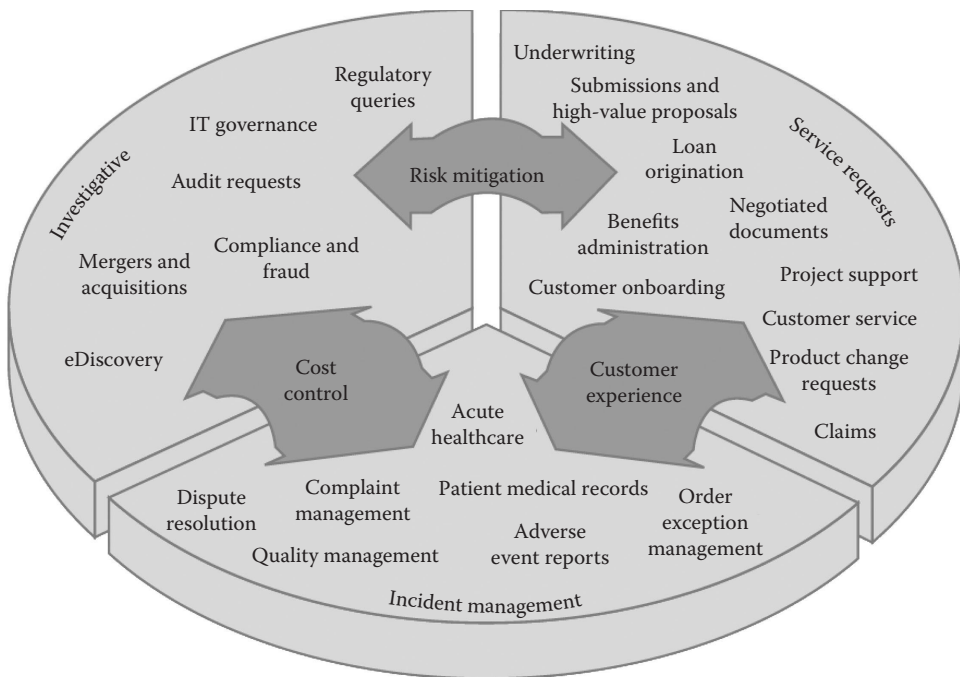 Underwriting
Regulatory
queries
Submissions and
high-value proposals
IT governance
Service requests
Loan
origination
Risk mitigation
Audit requests
Investigative
Negotiated
documents
Benefits
administration
Compliance and
fraud
Mergers and
acquisitions
Project support
Customer onboarding
Customer service
eDiscovery
Cost
control
Customer
experience
Product change
requests
Acute
healthcare
Claims
Dispute
resolution
Complaint
management
Patient medical records
Order
exception
management
Quality management
Adverse
event reports
Incident management